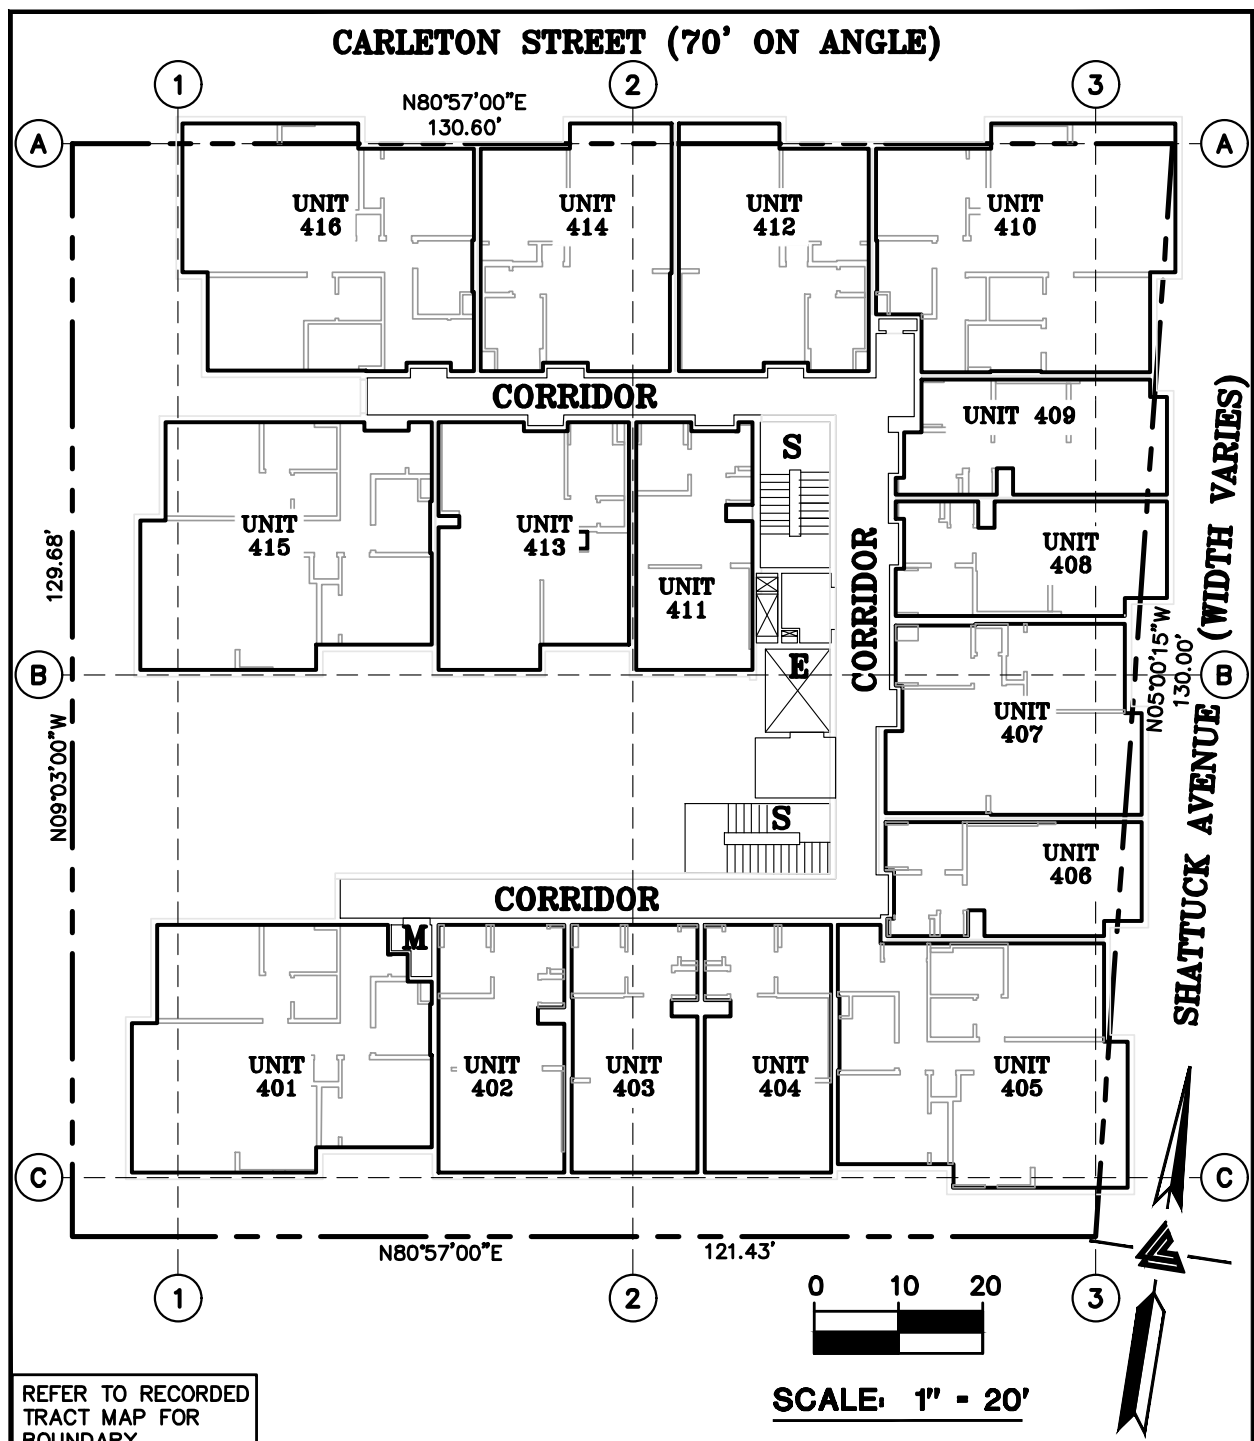 CARLETON STREET (70' ON ANGLE)
1
2
3
N80°57'00"E
130.60'
A
A
UNIT
416
UNIT
414
UNIT
412
UNIT
410
CORRIDOR
UNIT 409
S
UNIT
415
UNIT
413
UNIT
411
UNIT
408
CORRIDOR
129.68'
N09°03'00"W
B
B
E
UNIT
407
N05°00'15"W
130.00'
SHATTUCK AVENUE (WIDTH VARIES)
S
UNIT
406
CORRIDOR
M
UNIT
401
UNIT
402
UNIT
403
UNIT
404
UNIT
405
C
C
N80°57'00"E
121.43'
1
2
3
0 10 20
SCALE: 1" = 20'
REFER TO RECORDED
TRACT MAP FOR
BOUNDARY